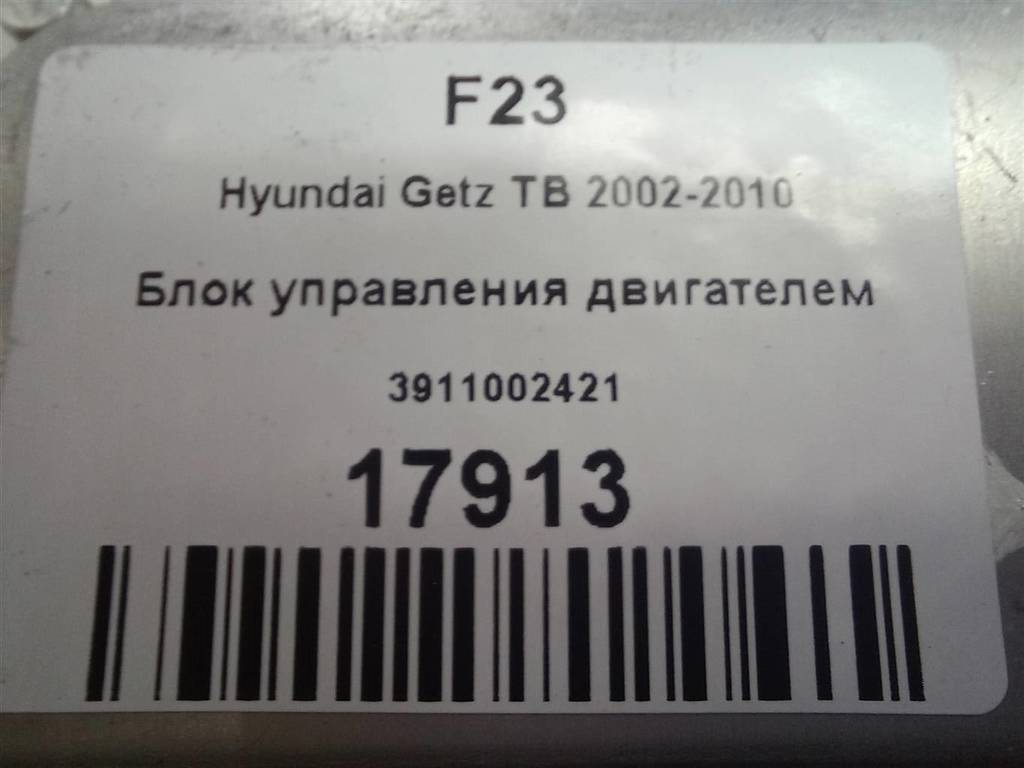 F23
Hyundai Getz TB 2002-2010
Блок управления двигателем
3911002421
17913